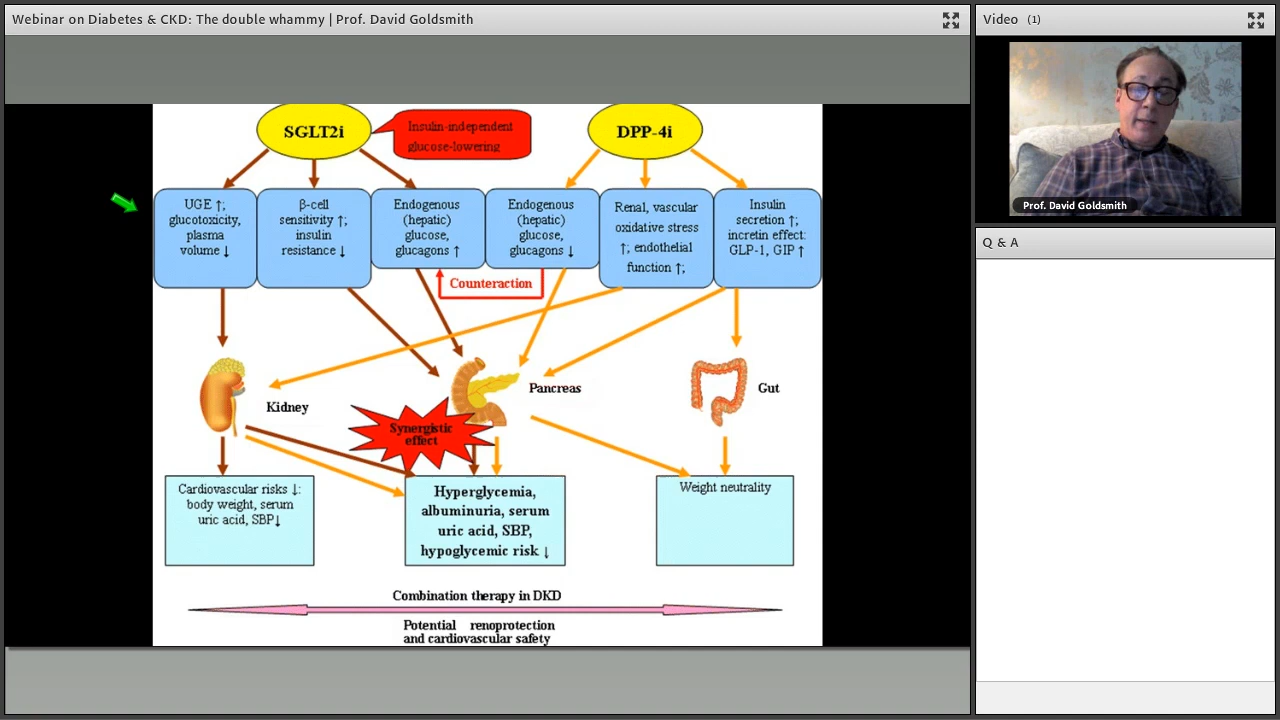 Webinar on Diabetes & CKD: The double whammy | Prof. David Goldsmith
Video (1)
Prof. David Goldsmith
Q & A
SGLT2i
Insulin-independent
glucose-lowering
DPP-4i
UGE ↑;
glucotoxicity,
plasma
volume ↓
β-cell
sensitivity ↑;
insulin
resistance ↓
Endogenous
(hepatic)
glucose,
glucagons ↑
Endogenous
(hepatic)
glucose,
glucagons ↓
Renal, vascular
oxidative stress
↑; endothelial
function ↑;
Insulin
secretion ↑;
incretin effect:
GLP-1, GIP ↑
Counteraction
Kidney
Pancreas
Gut
Synergistic
effect
Cardiovascular risks ↓:
body weight, serum
uric acid, SBP↓
Hyperglycemia,
albuminuria, serum
uric acid, SBP,
hypoglycemic risk ↓
Weight neutrality
Combination therapy in DKD
Potential renoprotection
and cardiovascular safety